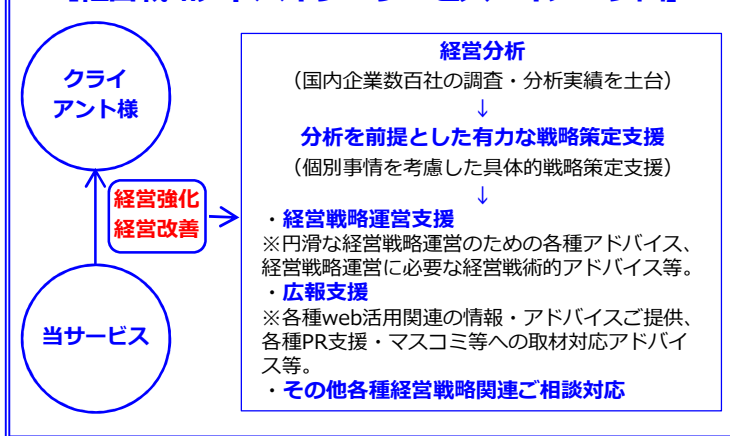 クライ
アント様
経営強化
経営改善
当サービス
経営分析
（国内企業数百社の調査・分析実績を土台）
↓
分析を前提とした有力な戦略策定支援
（個別事情を考慮した具体的戦略策定支援）
↓
・経営戦略運営支援
※円滑な経営戦略運営のための各種アドバイス、
経営戦略運営に必要な経営戦術的アドバイス等。
・広報支援
※各種web活用関連の情報・アドバイスご提供、
各種PR支援・マスコミ等への取材対応アドバイ
ス等。
・その他各種経営戦略関連ご相談対応